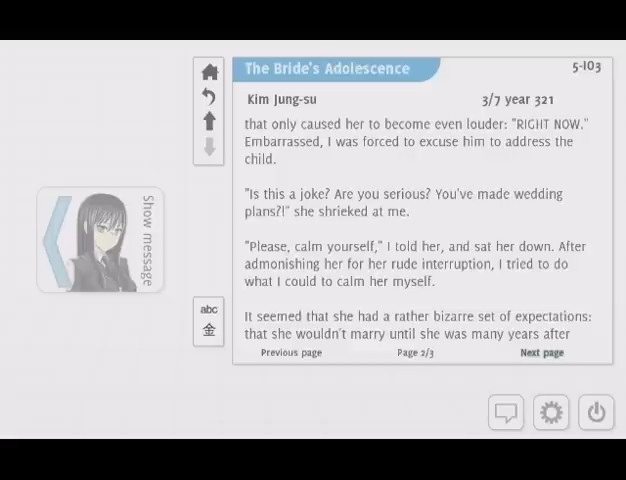 The Bride's Adolescence
5-103
Kim Jung-su
3/7 year 321
that only caused her to become even louder: "RIGHT NOW."
Embarrassed, I was forced to excuse him to address the
child.
"Is this a joke? Are you serious? You've made wedding
plans?!" she shrieked at me.
"Please, calm yourself," I told her, and sat her down. After
admonishing her for her rude interruption, I tried to do
what I could to calm her myself.
It seemed that she had a rather bizarre set of expectations:
that she wouldn't marry until she was many years after
Previous page
Page 2/3
Next page
Show message
abc
金